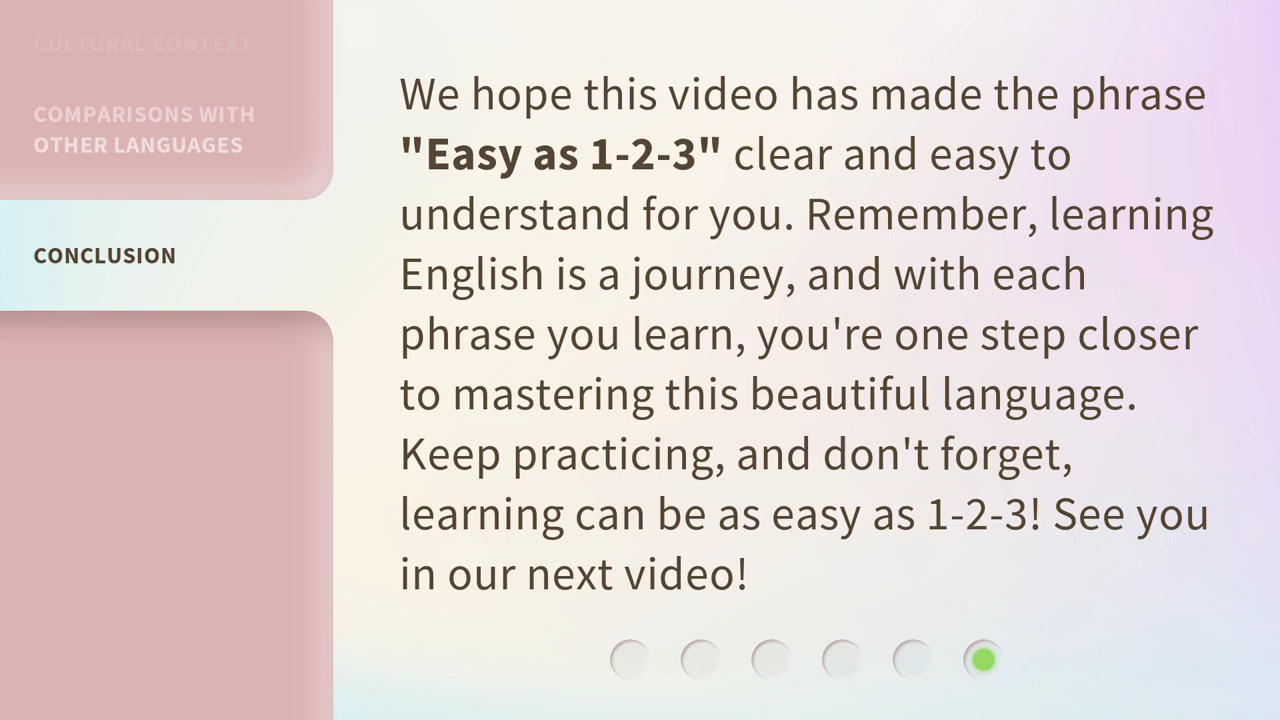 CULTURAL CONTEXT
COMPARISONS WITH
OTHER LANGUAGES
CONCLUSION
We hope this video has made the phrase
"Easy as 1-2-3" clear and easy to
understand for you. Remember, learning
English is a journey, and with each
phrase you learn, you're one step closer
to mastering this beautiful language.
Keep practicing, and don't forget,
learning can be as easy as 1-2-3! See you
in our next video!